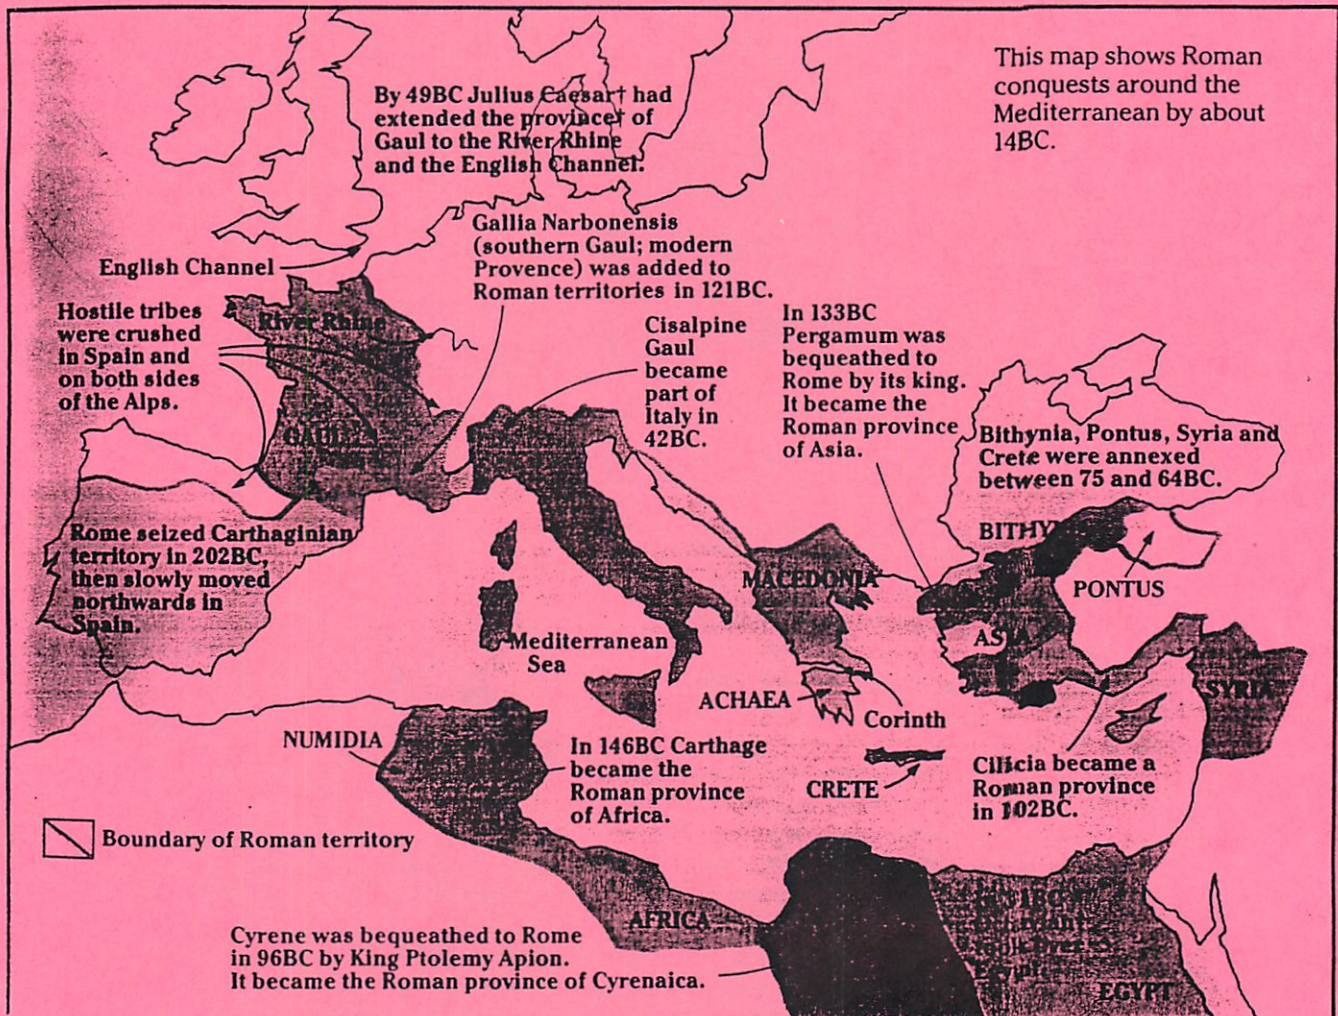 This map shows Roman
conquests around the
Mediterranean by about
14BC.
By 49BC Julius Caesar† had
extended the province† of
Gaul to the River Rhine
and the English Channel.
Gallia Narbonensis
(southern Gaul; modern
Provence) was added to
Roman territories in 121BC.
English Channel
Hostile tribes
were crushed
in Spain and
on both sides
of the Alps.
River Rhine
Cisalpine
Gaul
became
part of
Italy in
42BC.
In 133BC
Pergamum was
bequeathed to
Rome by its king.
It became the
Roman province
of Asia.
Bithynia, Pontus, Syria and
Crete were annexed
between 75 and 64BC.
GAUL
Rome seized Carthaginian
territory in 202BC,
then slowly moved
northwards in
Spain.
MACEDONIA
PONTUS
ASIA
SYRIA
Mediterranean
Sea
ACHAEA
Corinth
NUMIDIA
In 146BC Carthage
became the
Roman province
of Africa.
CRETE
Cilicia became a
Roman province
in 102BC.
Boundary of Roman territory
AFRICA
Cyrene was bequeathed to Rome
in 96BC by King Ptolemy Apion.
It became the Roman province of Cyrenaica.
EGYPT